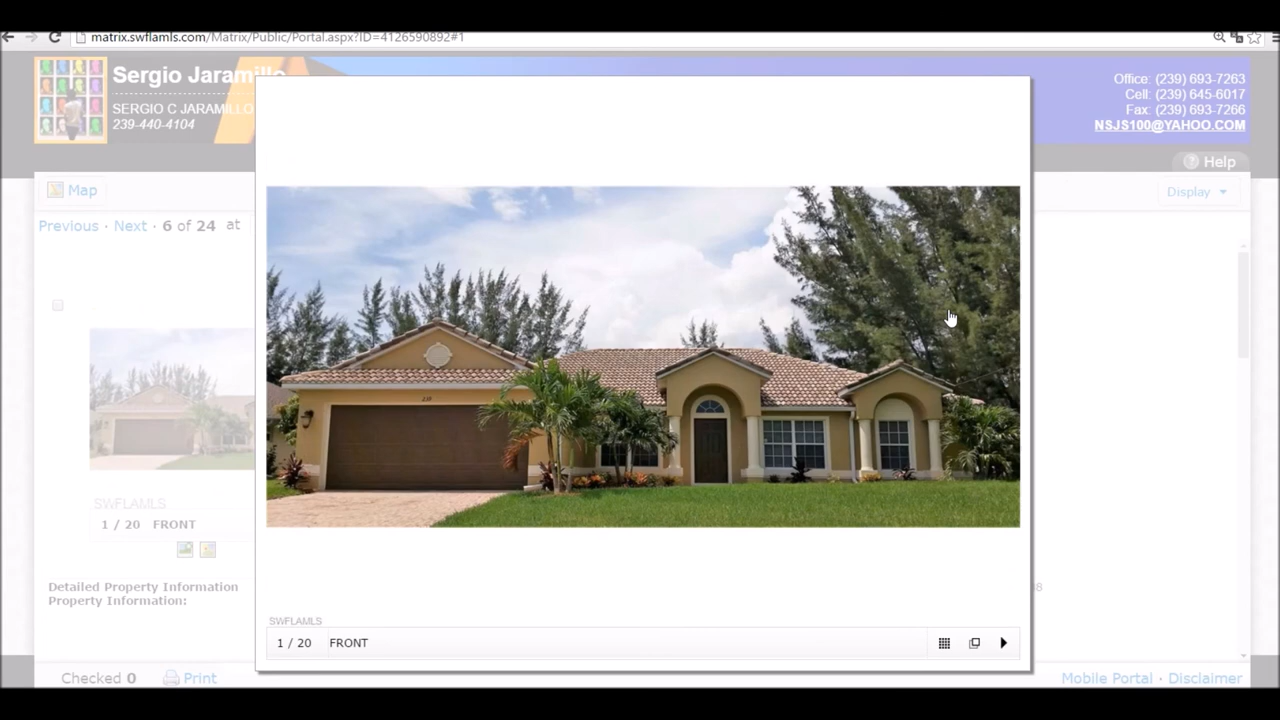 matrix.swflamls.com/Matrix/Public/Portal.aspx?ID=4126590892#1
Sergio Jaramillo
SERGIO C JARAMILLO
239-440-4104
Office: (239) 693-7263
Cell: (239) 645-6017
Fax: (239) 693-7266
NSJS100@YAHOO.COM
? Help
Map
Display
Previous · Next · 6 of 24 at
SWFLAMLS
1 / 20 FRONT
Detailed Property Information
Property Information:
SWFLAMLS
1 / 20 FRONT
Checked 0 Print
Mobile Portal · Disclaimer